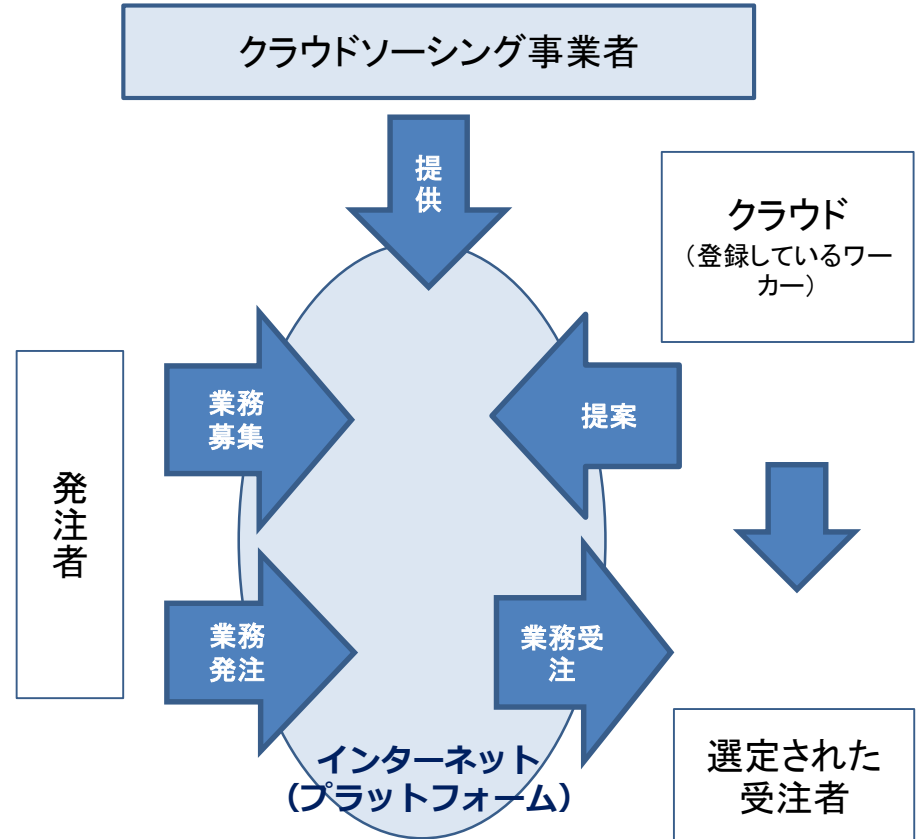 クラウドソーシング事業者
提
供
クラウド
（登録しているワー
カー）
業務
募集
提案
発
注
者
業務
発注
業務受
注
インターネット
（プラットフォーム）
選定された
受注者